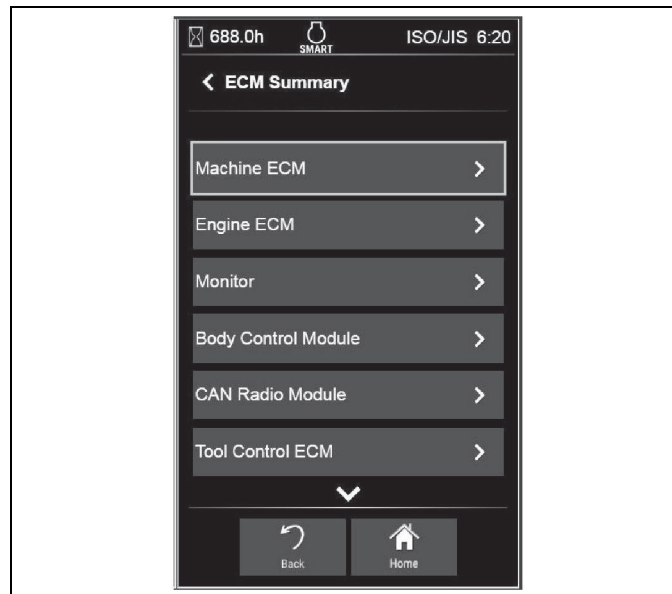 688.0h SMART ISO/JIS 6:20
ECM Summary
Machine ECM
Engine ECM
Monitor
Body Control Module
CAN Radio Module
Tool Control ECM
Back Home